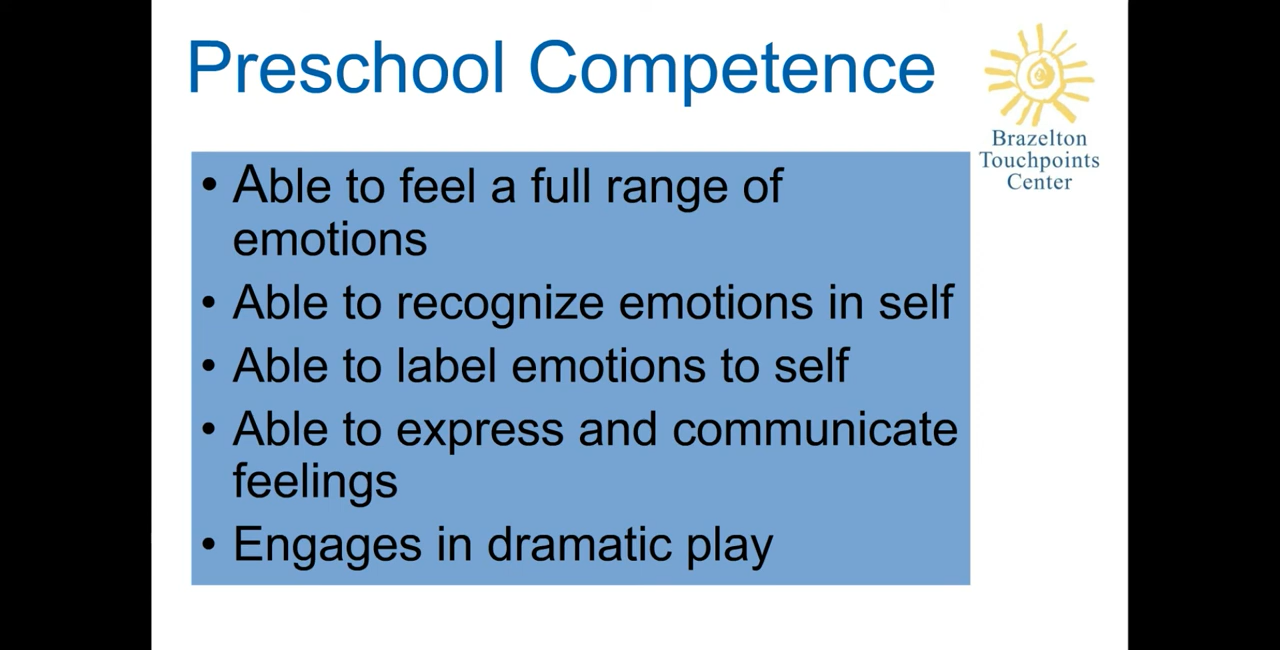 Preschool Competence
Brazelton
Touchpoints
Center
• Able to feel a full range of
emotions
• Able to recognize emotions in self
• Able to label emotions to self
• Able to express and communicate
feelings
• Engages in dramatic play